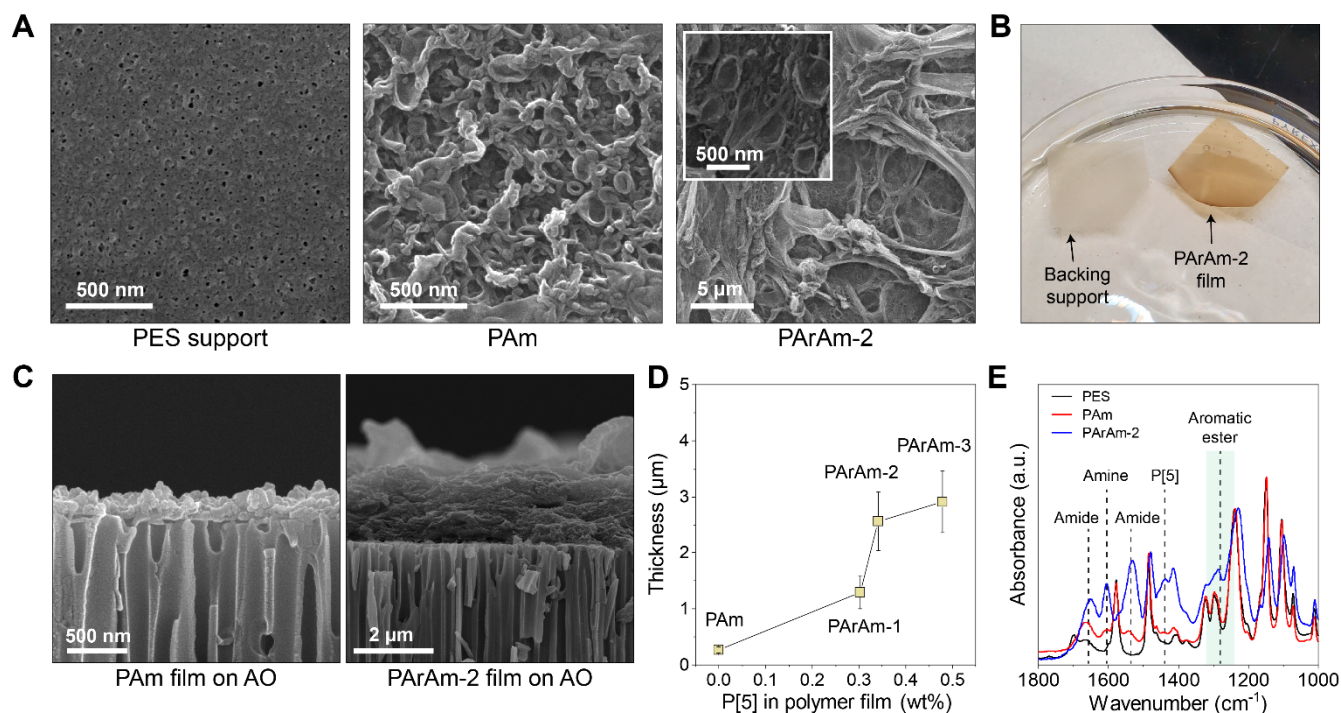 A
500 nm
PES support
500 nm
PAm
500 nm
5 μm
PArAm-2
B
Backing
support
PArAm-2
film
C
500 nm
PAm film on AO
2 μm
PArAm-2 film on AO
D
Thickness (μm)
5
4
3
2
1
0
PAm
PArAm-1
PArAm-2
PArAm-3
0.0 0.1 0.2 0.3 0.4 0.5
P[5] in polymer film (wt%)
E
Absorbance (a.u.)
PES
PAm
PArAm-2
Aromatic
ester
Amine
P[5]
Amide
Amide
1800 1600 1400 1200 1000
Wavenumber (cm⁻¹)